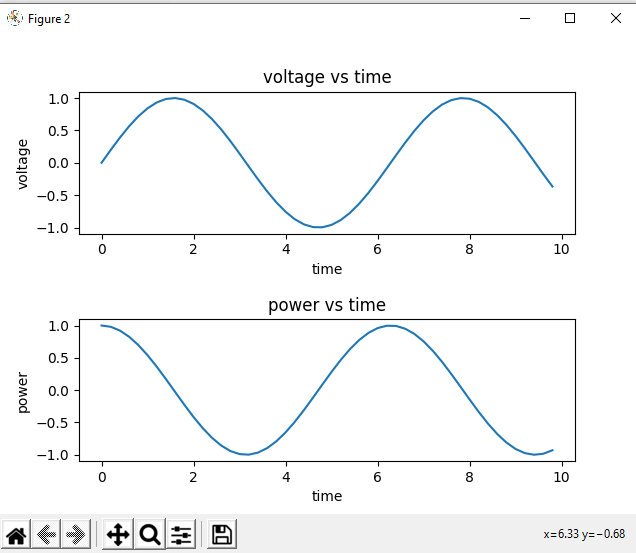 Figure 2
voltage vs time
1.0
0.5
0.0
−0.5
−1.0
voltage
0 2 4 6 8 10
time
power vs time
1.0
0.5
0.0
−0.5
−1.0
power
0 2 4 6 8 10
time
x=6.33 y=−0.68